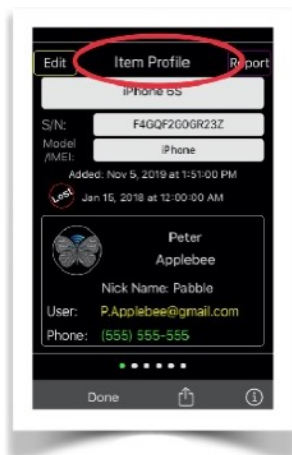 Edit Item Profile Report
iPhone 6S
S/N: F4GQF2G0GR23Z
Model /IMEI: iPhone
Added: Nov 5, 2019 at 1:51:00 PM
Lost Jan 15, 2018 at 12:00:00 AM
Peter
Applebee
Nick Name: Pabble
User: P.Applebee@gmail.com
Phone: (555) 555-555
Done